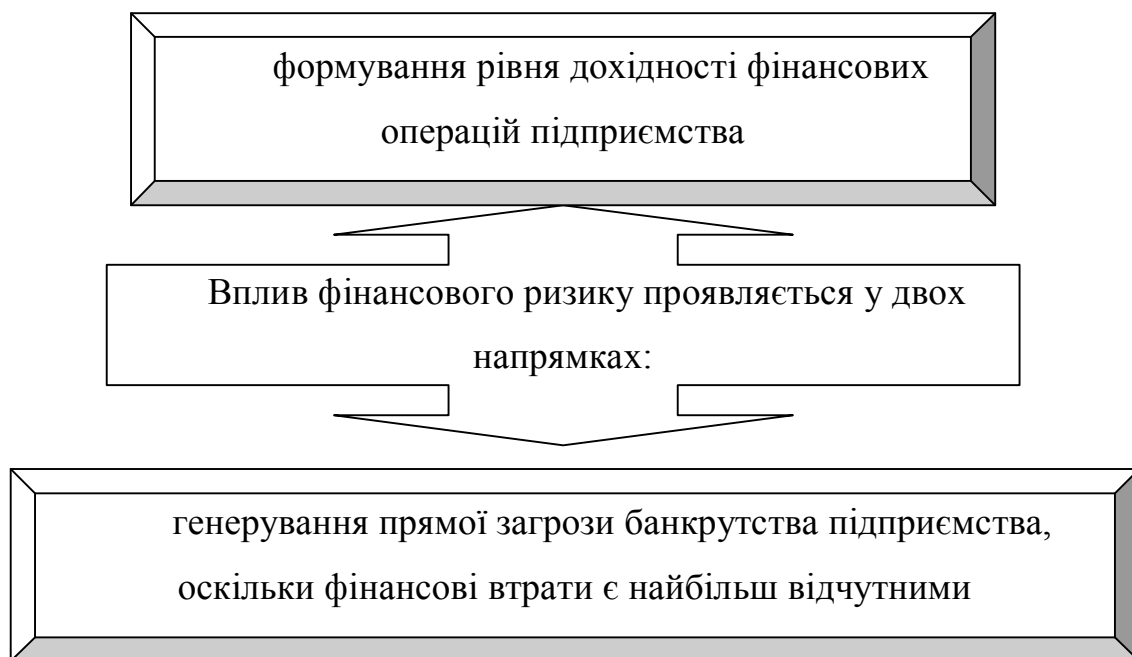 формування рівня дохідності фінансових
операцій підприємства
Вплив фінансового ризику проявляється у двох
напрямках:
генерування прямої загрози банкрутства підприємства,
оскільки фінансові втрати є найбільш відчутними